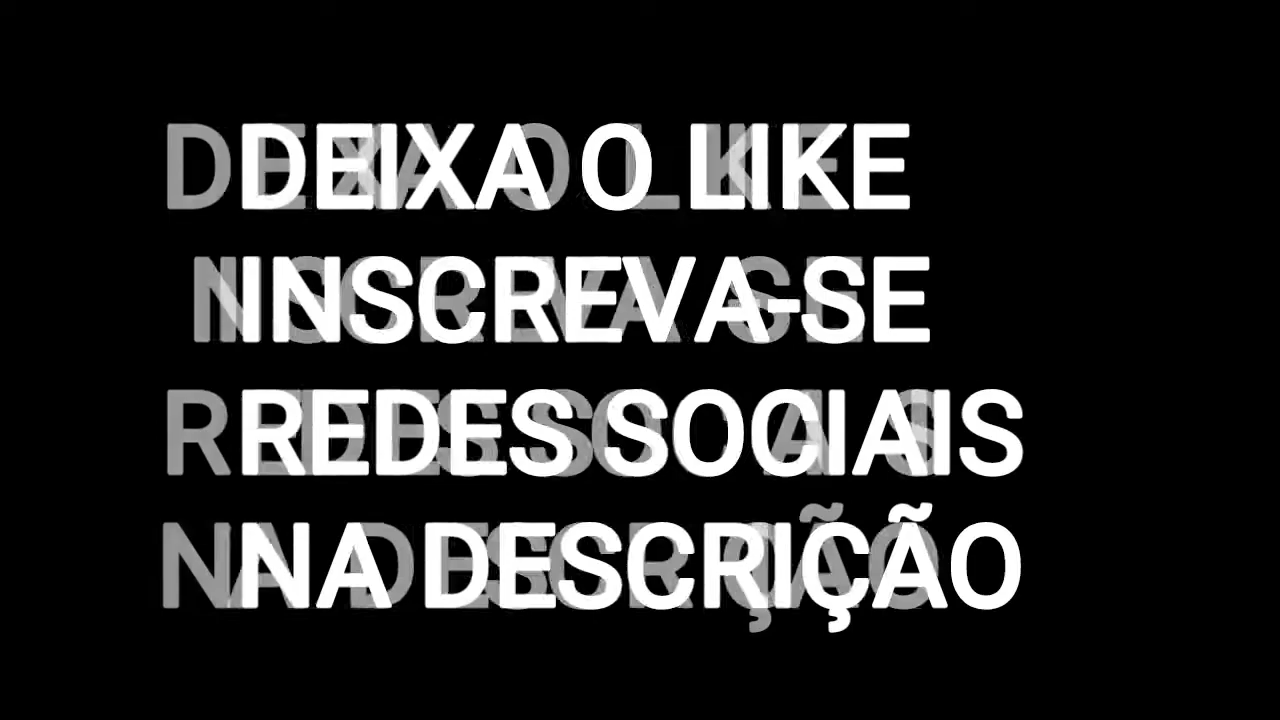 DEIXA O LIKE
INSCREVA-SE
REDES SOCIAIS
NA DESCRIÇÃO